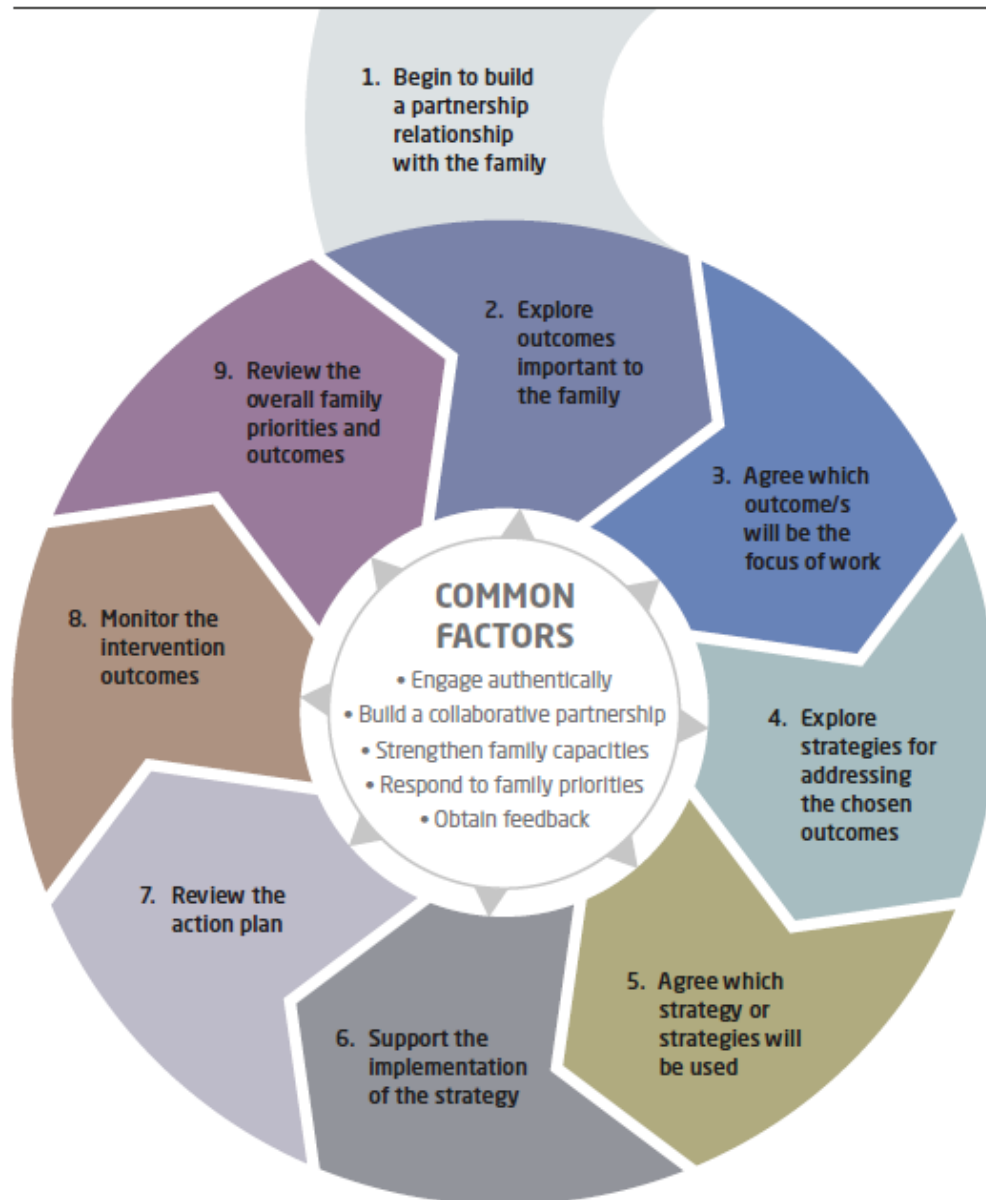 1. Begin to build
a partnership
relationship
with the family
2. Explore
outcomes
important to
the family
3. Agree which
outcome/s
will be the
focus of work
4. Explore
strategies for
addressing
the chosen
outcomes
5. Agree which
strategy or
strategies will
be used
6. Support the
implementation
of the strategy
7. Review the
action plan
8. Monitor the
intervention
outcomes
9. Review the
overall family
priorities and
outcomes
COMMON
FACTORS
• Engage authentically
• Build a collaborative partnership
• Strengthen family capacities
• Respond to family priorities
• Obtain feedback